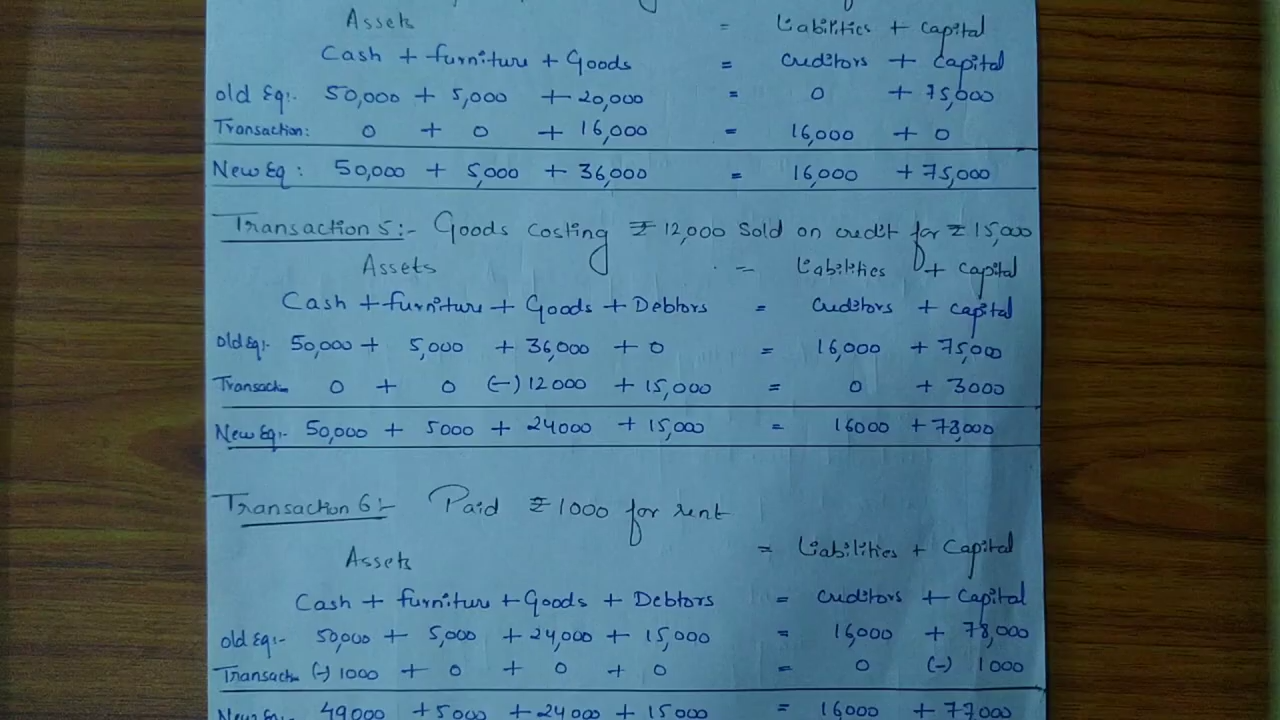 Assets = Liabilities + Capital
Cash + furniture + Goods = Creditors + Capital
old Eq:- 50,000 + 5,000 + 20,000 = 0 + 75,000
Transaction: 0 + 0 + 16,000 = 16,000 + 0
New Eq: 50,000 + 5,000 + 36,000 = 16,000 + 75,000
Transaction 5:- Goods costing ₹ 12,000 Sold on credit for ₹ 15,000
Assets = Liabilities + Capital
Cash + furniture + Goods + Debtors = Creditors + Capital
old Eq:- 50,000 + 5,000 + 36,000 + 0 = 16,000 + 75,000
Transach 0 + 0 (-) 12000 + 15,000 = 0 + 3000
New Eq:- 50,000 + 5000 + 24000 + 15,000 = 16000 + 78,000
Transaction 6:- Paid ₹ 1000 for rent
Assets = Liabilities + Capital
Cash + furniture + Goods + Debtors = Creditors + Capital
old Eq:- 50,000 + 5,000 + 24,000 + 15,000 = 16,000 + 78,000
Transach (-) 1000 + 0 + 0 + 0 = 0 (-) 1000
New Eq:- 49000 + 5000 + 24000 + 15000 = 16000 + 77000